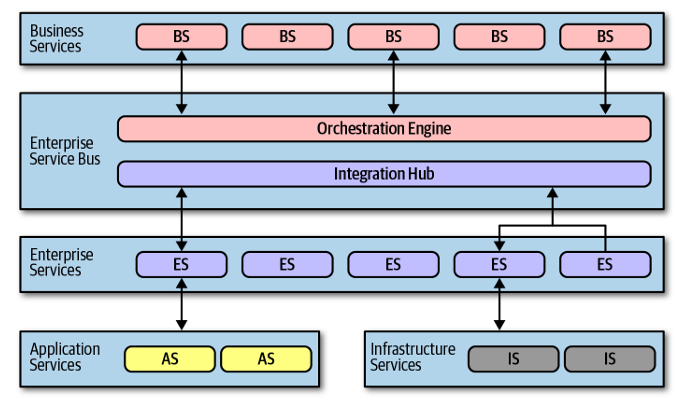 Business
Services
BS BS BS BS BS
Enterprise
Service Bus
Orchestration Engine
Integration Hub
Enterprise
Services
ES ES ES ES ES
Application
Services
AS AS
Infrastructure
Services
IS IS